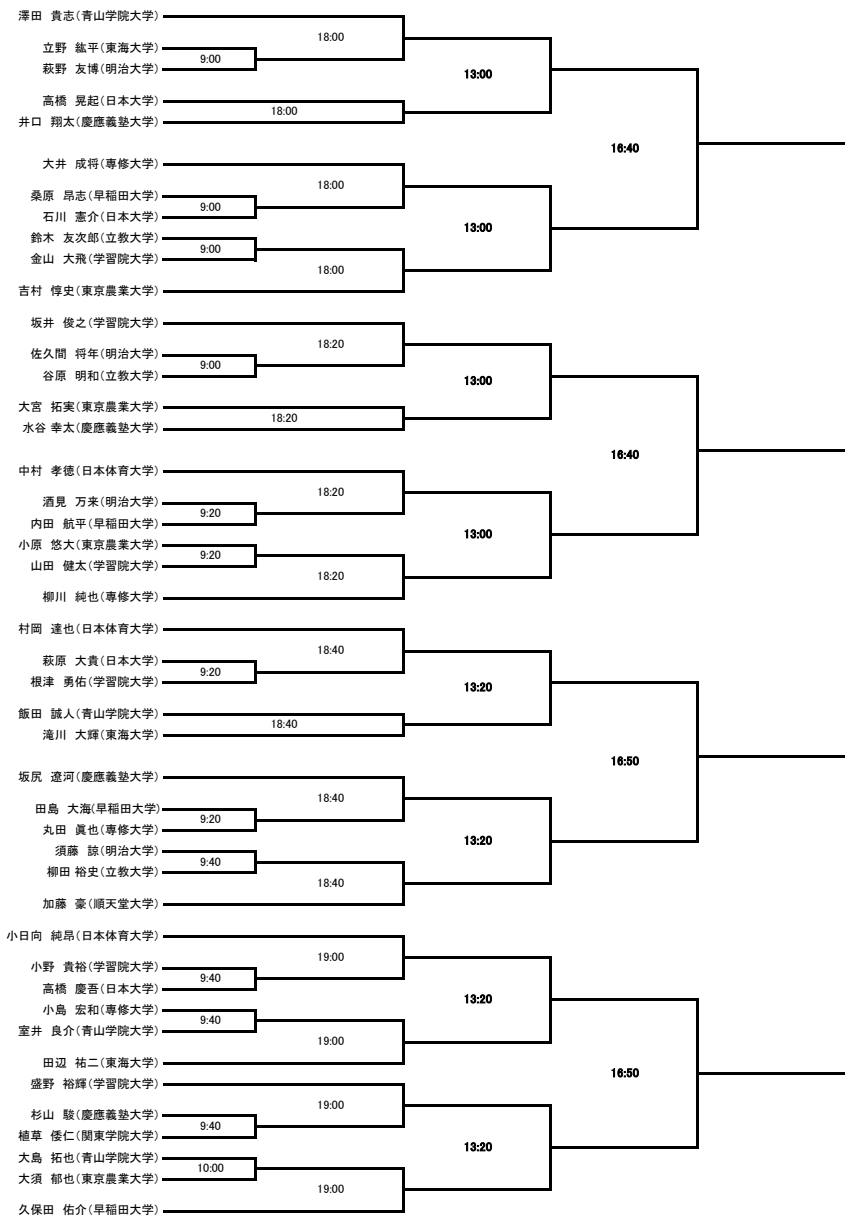 澤田 貴志(青山学院大学)
18:00
立野 紘平(東海大学)
9:00
萩野 友博(明治大学)
13:00
高橋 晃起(日本大学)
18:00
井口 翔太(慶應義塾大学)
16:40
大井 成将(専修大学)
18:00
桑原 昂志(早稲田大学)
9:00
石川 憲介(日本大学)
13:00
鈴木 友次郎(立教大学)
9:00
金山 大飛(学習院大学)
18:00
吉村 惇史(東京農業大学)
坂井 俊之(学習院大学)
18:20
佐久間 将年(明治大学)
9:00
谷原 明和(立教大学)
13:00
大宮 拓実(東京農業大学)
18:20
水谷 幸太(慶應義塾大学)
16:40
中村 孝徳(日本体育大学)
18:20
酒見 万来(明治大学)
9:20
内田 航平(早稲田大学)
13:00
小原 悠大(東京農業大学)
9:20
山田 健太(学習院大学)
18:20
柳川 純也(専修大学)
村岡 達也(日本体育大学)
18:40
萩原 大貴(日本大学)
9:20
根津 勇佑(学習院大学)
13:20
飯田 誠人(青山学院大学)
18:40
滝川 大輝(東海大学)
16:50
坂尻 遼河(慶應義塾大学)
18:40
田島 大海(早稲田大学)
9:20
丸田 眞也(専修大学)
13:20
須藤 諒(明治大学)
9:40
柳田 裕史(立教大学)
18:40
加藤 豪(順天堂大学)
小日向 純昂(日本体育大学)
19:00
小野 貴裕(学習院大学)
9:40
高橋 慶吾(日本大学)
13:20
小島 宏和(専修大学)
9:40
室井 良介(青山学院大学)
19:00
田辺 祐二(東海大学)
16:50
盛野 裕輝(学習院大学)
19:00
杉山 駿(慶應義塾大学)
9:40
植草 倭仁(関東学院大学)
13:20
大島 拓也(青山学院大学)
10:00
大須 郁也(東京農業大学)
19:00
久保田 佑介(早稲田大学)